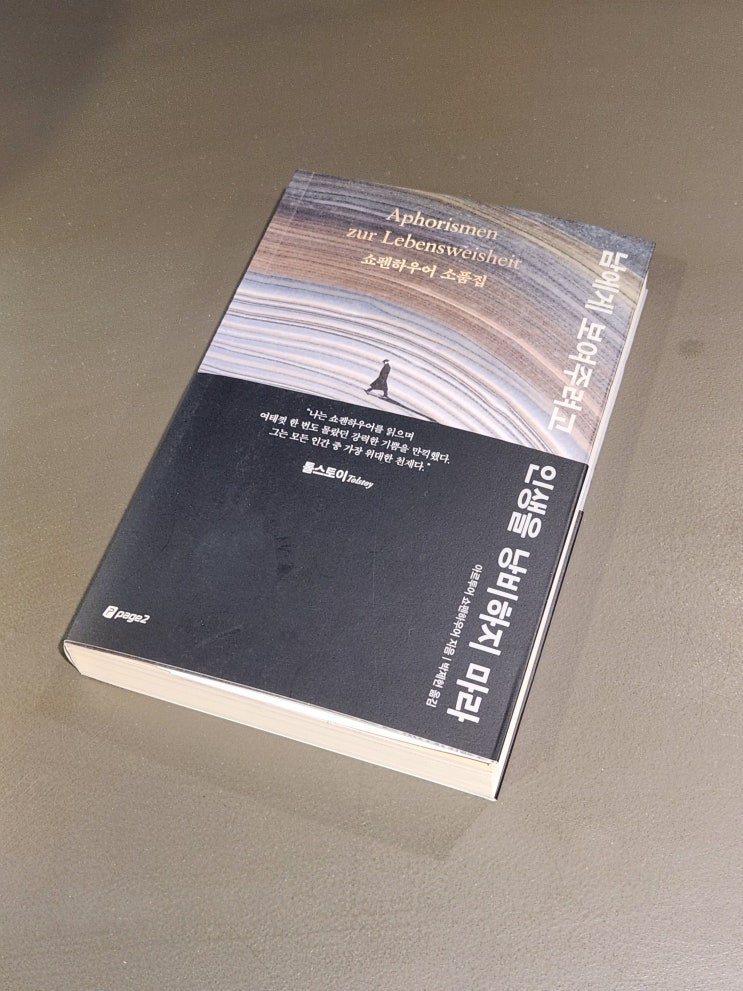 Aphorismen
zur Lebensweisheit
쇼펜하우어 소품집
남에게 보여주려고
인생을 낭비하지 마라
아르투어 쇼펜하우어 지음 | 박제헌 옮김
"나는 쇼펜하우어를 읽으며
여태껏 한 번도 몰랐던 강력한 기쁨을 만끽했다.
그는 모든 인간 중 가장 위대한 천재다."
톨스토이 Tolstoy
page2